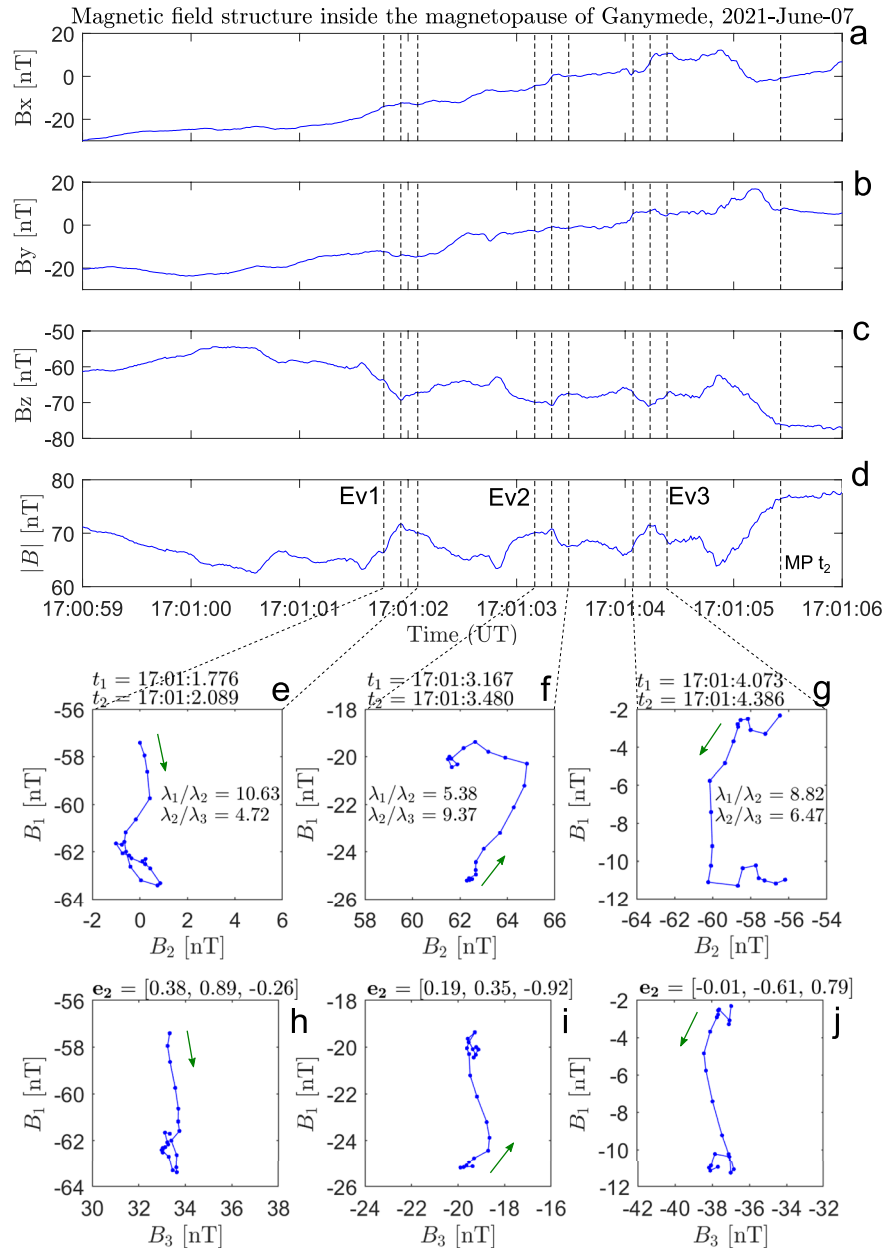 Magnetic field structure inside the magnetopause of Ganymede, 2021-June-07
a
Bx [nT]
20
0
-20
b
By [nT]
20
0
-20
c
Bz [nT]
-50
-60
-70
-80
d
|B| [nT]
80
70
60
Ev1
Ev2
Ev3
MP t₂
17:00:59 17:01:00 17:01:01 17:01:02 17:01:03 17:01:04 17:01:05 17:01:06
Time (UT)
t₁ = 17:01:1.776
t₂ = 17:01:2.089
e
-56
-58
-60
-62
-64
B₁ [nT]
λ₁/λ₂ = 10.63
λ₂/λ₃ = 4.72
-2 0 2 4 6
B₂ [nT]
t₁ = 17:01:3.167
t₂ = 17:01:3.480
f
-18
-20
-22
-24
-26
B₁ [nT]
λ₁/λ₂ = 5.38
λ₂/λ₃ = 9.37
58 60 62 64 66
B₂ [nT]
t₁ = 17:01:4.073
t₂ = 17:01:4.386
g
-2
-4
-6
-8
-10
-12
B₁ [nT]
λ₁/λ₂ = 8.82
λ₂/λ₃ = 6.47
-64 -62 -60 -58 -56 -54
B₂ [nT]
e₂ = [0.38, 0.89, -0.26]
h
-56
-58
-60
-62
-64
B₁ [nT]
30 32 34 36 38
B₃ [nT]
e₂ = [0.19, 0.35, -0.92]
i
-18
-20
-22
-24
-26
B₁ [nT]
-24 -22 -20 -18 -16 -14
B₃ [nT]
e₂ = [-0.01, -0.61, 0.79]
j
-2
-4
-6
-8
-10
-12
B₁ [nT]
-42 -40 -38 -36 -34 -32
B₃ [nT]